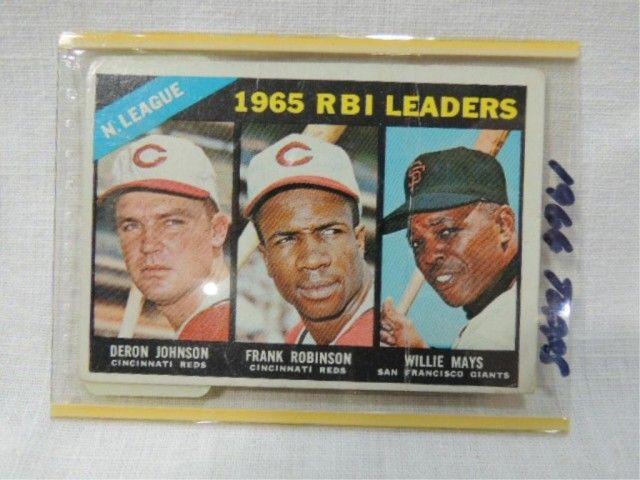 N. LEAGUE
1965 RBI LEADERS
C
C
SF
DERON JOHNSON
CINCINNATI REDS
FRANK ROBINSON
CINCINNATI REDS
WILLIE MAYS
SAN FRANCISCO GIANTS
1966 TOPPS